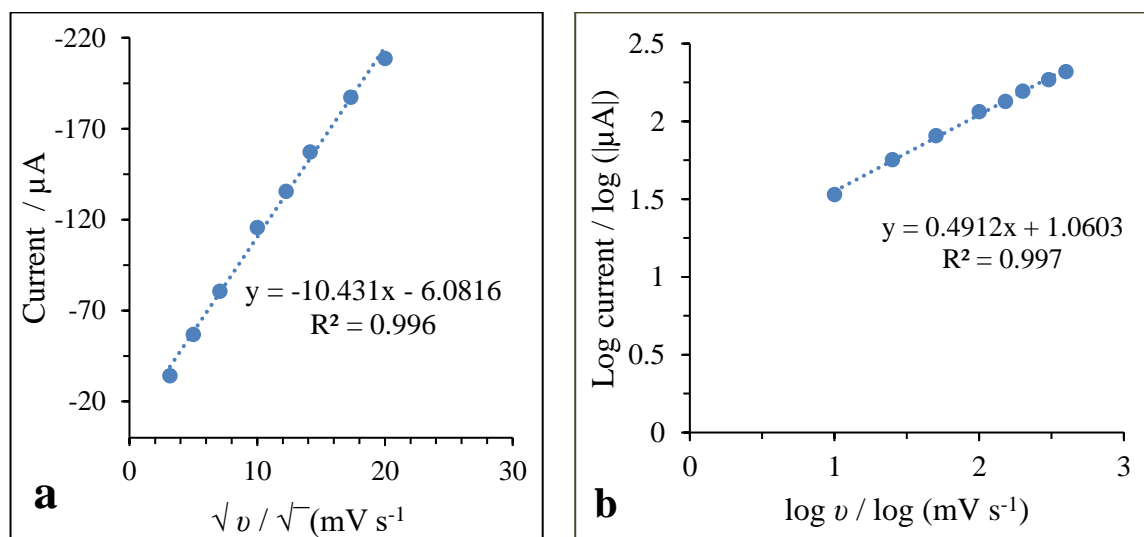 -220
-170
-120
-70
-20
Current / µA
y = -10.431x - 6.0816
R² = 0.996
0 10 20 30
a
√ υ / √‾(mV s-1
2.5
2
1.5
1
0.5
0
Log current / log (|µA|)
y = 0.4912x + 1.0603
R² = 0.997
0 1 2 3
b
log υ / log (mV s-1)